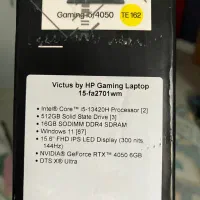 Gaming rtx4050
TE 162
Victus by HP Gaming Laptop
15-fa2701wm
• Intel® Core™ i5-13420H Processor [2]
• 512GB Solid State Drive [3]
• 16GB SODIMM DDR4 SDRAM
• Windows 11 [67]
• 15.6" FHD IPS LED Display (300 nits,
144Hz)
• NVIDIA® GeForce RTX™ 4050 6GB
• DTS X® Ultra